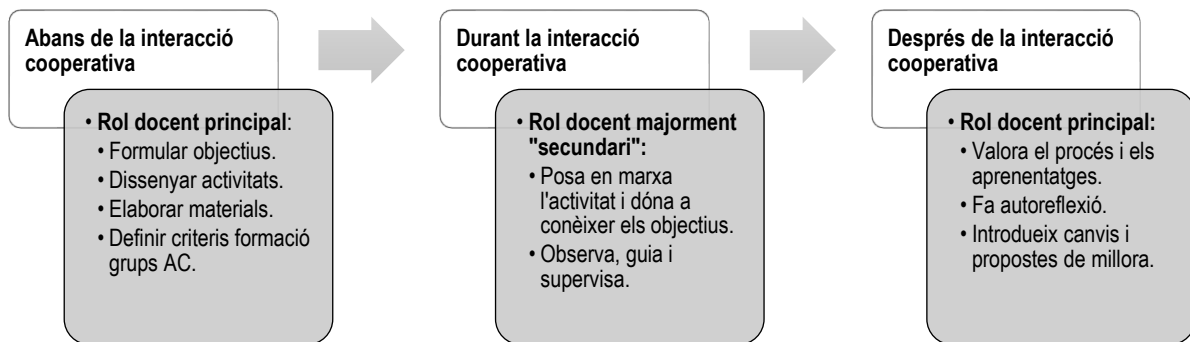 Abans de la interacció
cooperativa
• Rol docent principal:
• Formular objectius.
• Dissenyar activitats.
• Elaborar materials.
• Definir criteris formació
grups AC.
Durant la interacció
cooperativa
• Rol docent majorment
"secundari":
• Posa en marxa
l'activitat i dóna a
conèixer els objectius.
• Observa, guia i
supervisa.
Després de la interacció
cooperativa
• Rol docent principal:
• Valora el procés i els
aprenentatges.
• Fa autoreflexió.
• Introdueix canvis i
propostes de millora.